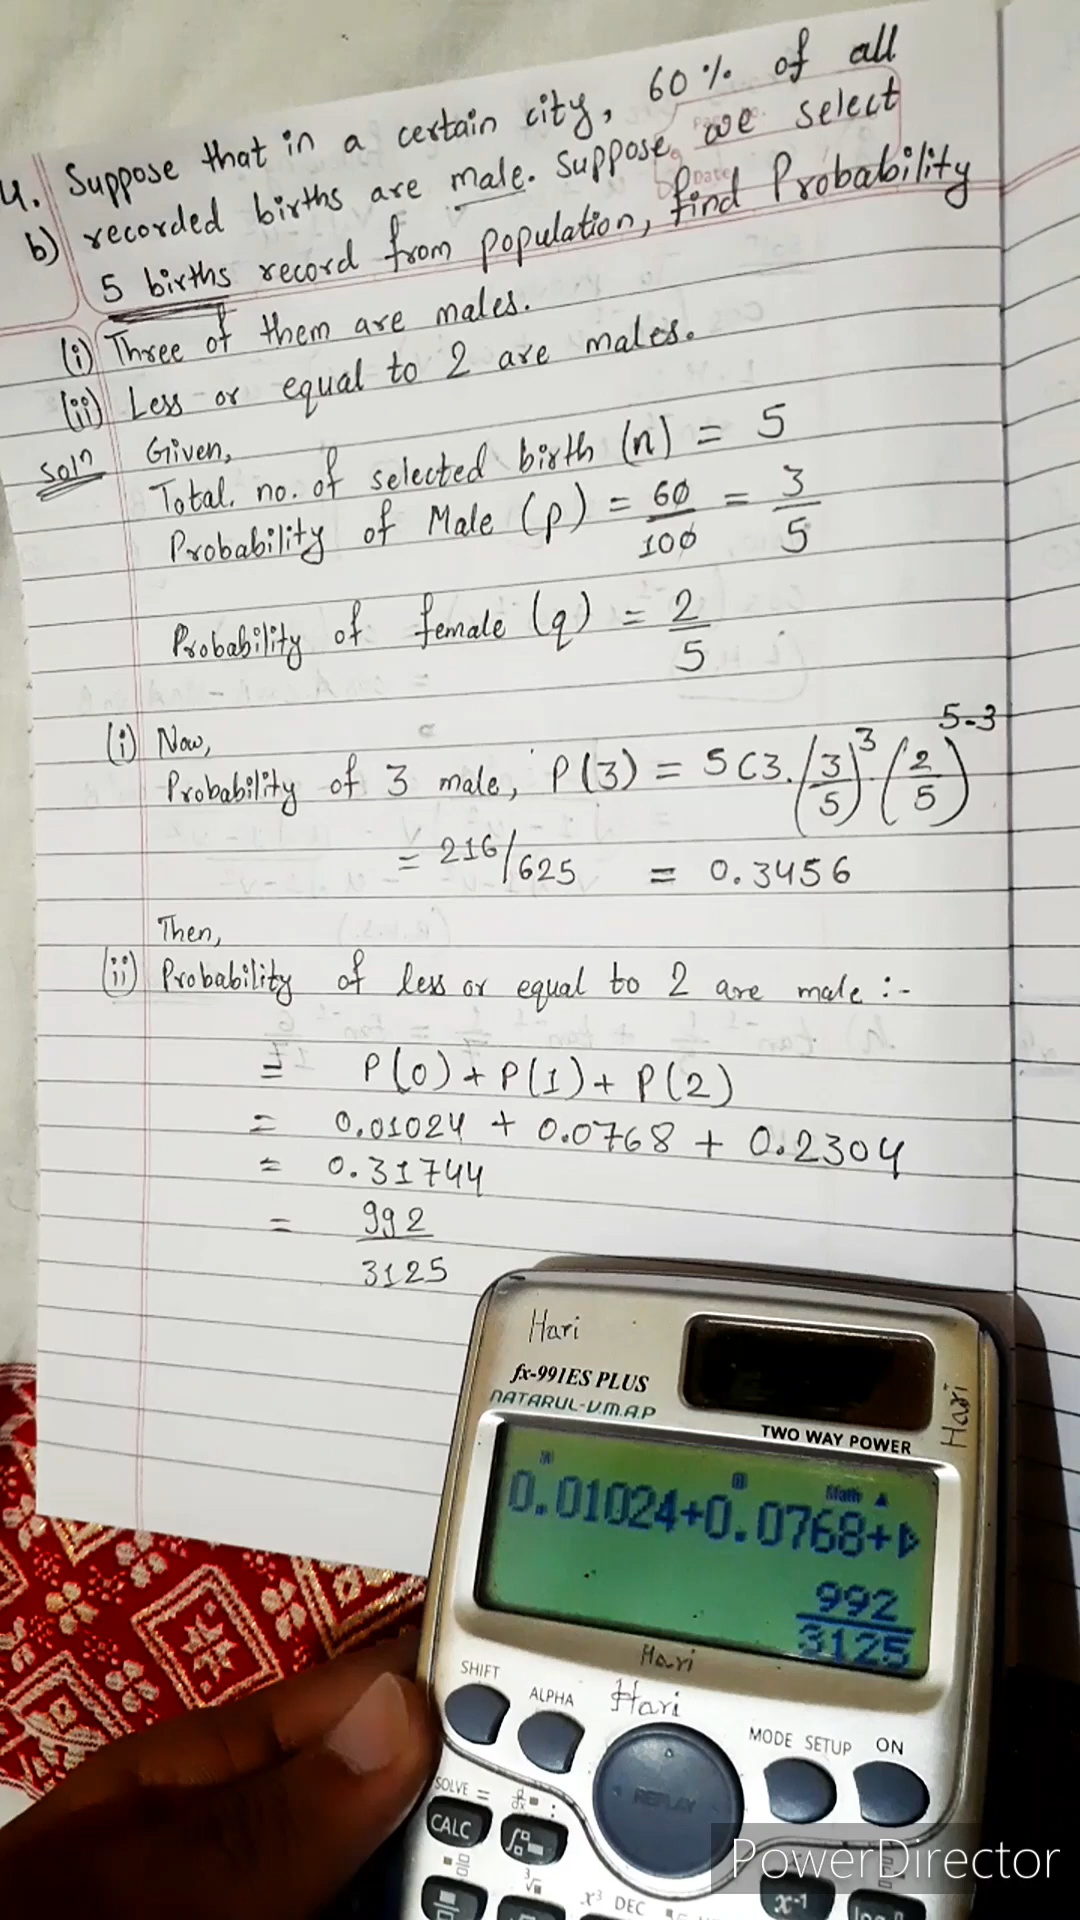 4. Suppose that in a certain city, 60% of all
b) recorded births are male. Suppose we select
5 births record from population, find Probability
(i) Three of them are males.
(ii) Less or equal to 2 are males.
Soln Given,
Total. no. of selected birth (n) = 5
Probability of Male (p) = 60/100 = 3/5
Probability of female (q) = 2/5
(i) Now,
Probability of 3 male, P(3) = 5C3.(3/5)^3.(2/5)^5-3
= 216/625 = 0.3456
Then,
(ii) Probability of less or equal to 2 are male :-
= P(0) + P(1) + P(2)
= 0.01024 + 0.0768 + 0.2304
= 0.31744
= 992/3125
Hari
fx-991ES PLUS
NATARUL-V.M.A.P
TWO WAY POWER
Hari
Math
0.01024+0.0768+
992/3125
Hari
Hari
SHIFT ALPHA MODE SETUP ON
REPLAY
SOLVE =
CALC
x³ DEC
x-1
PowerDirector